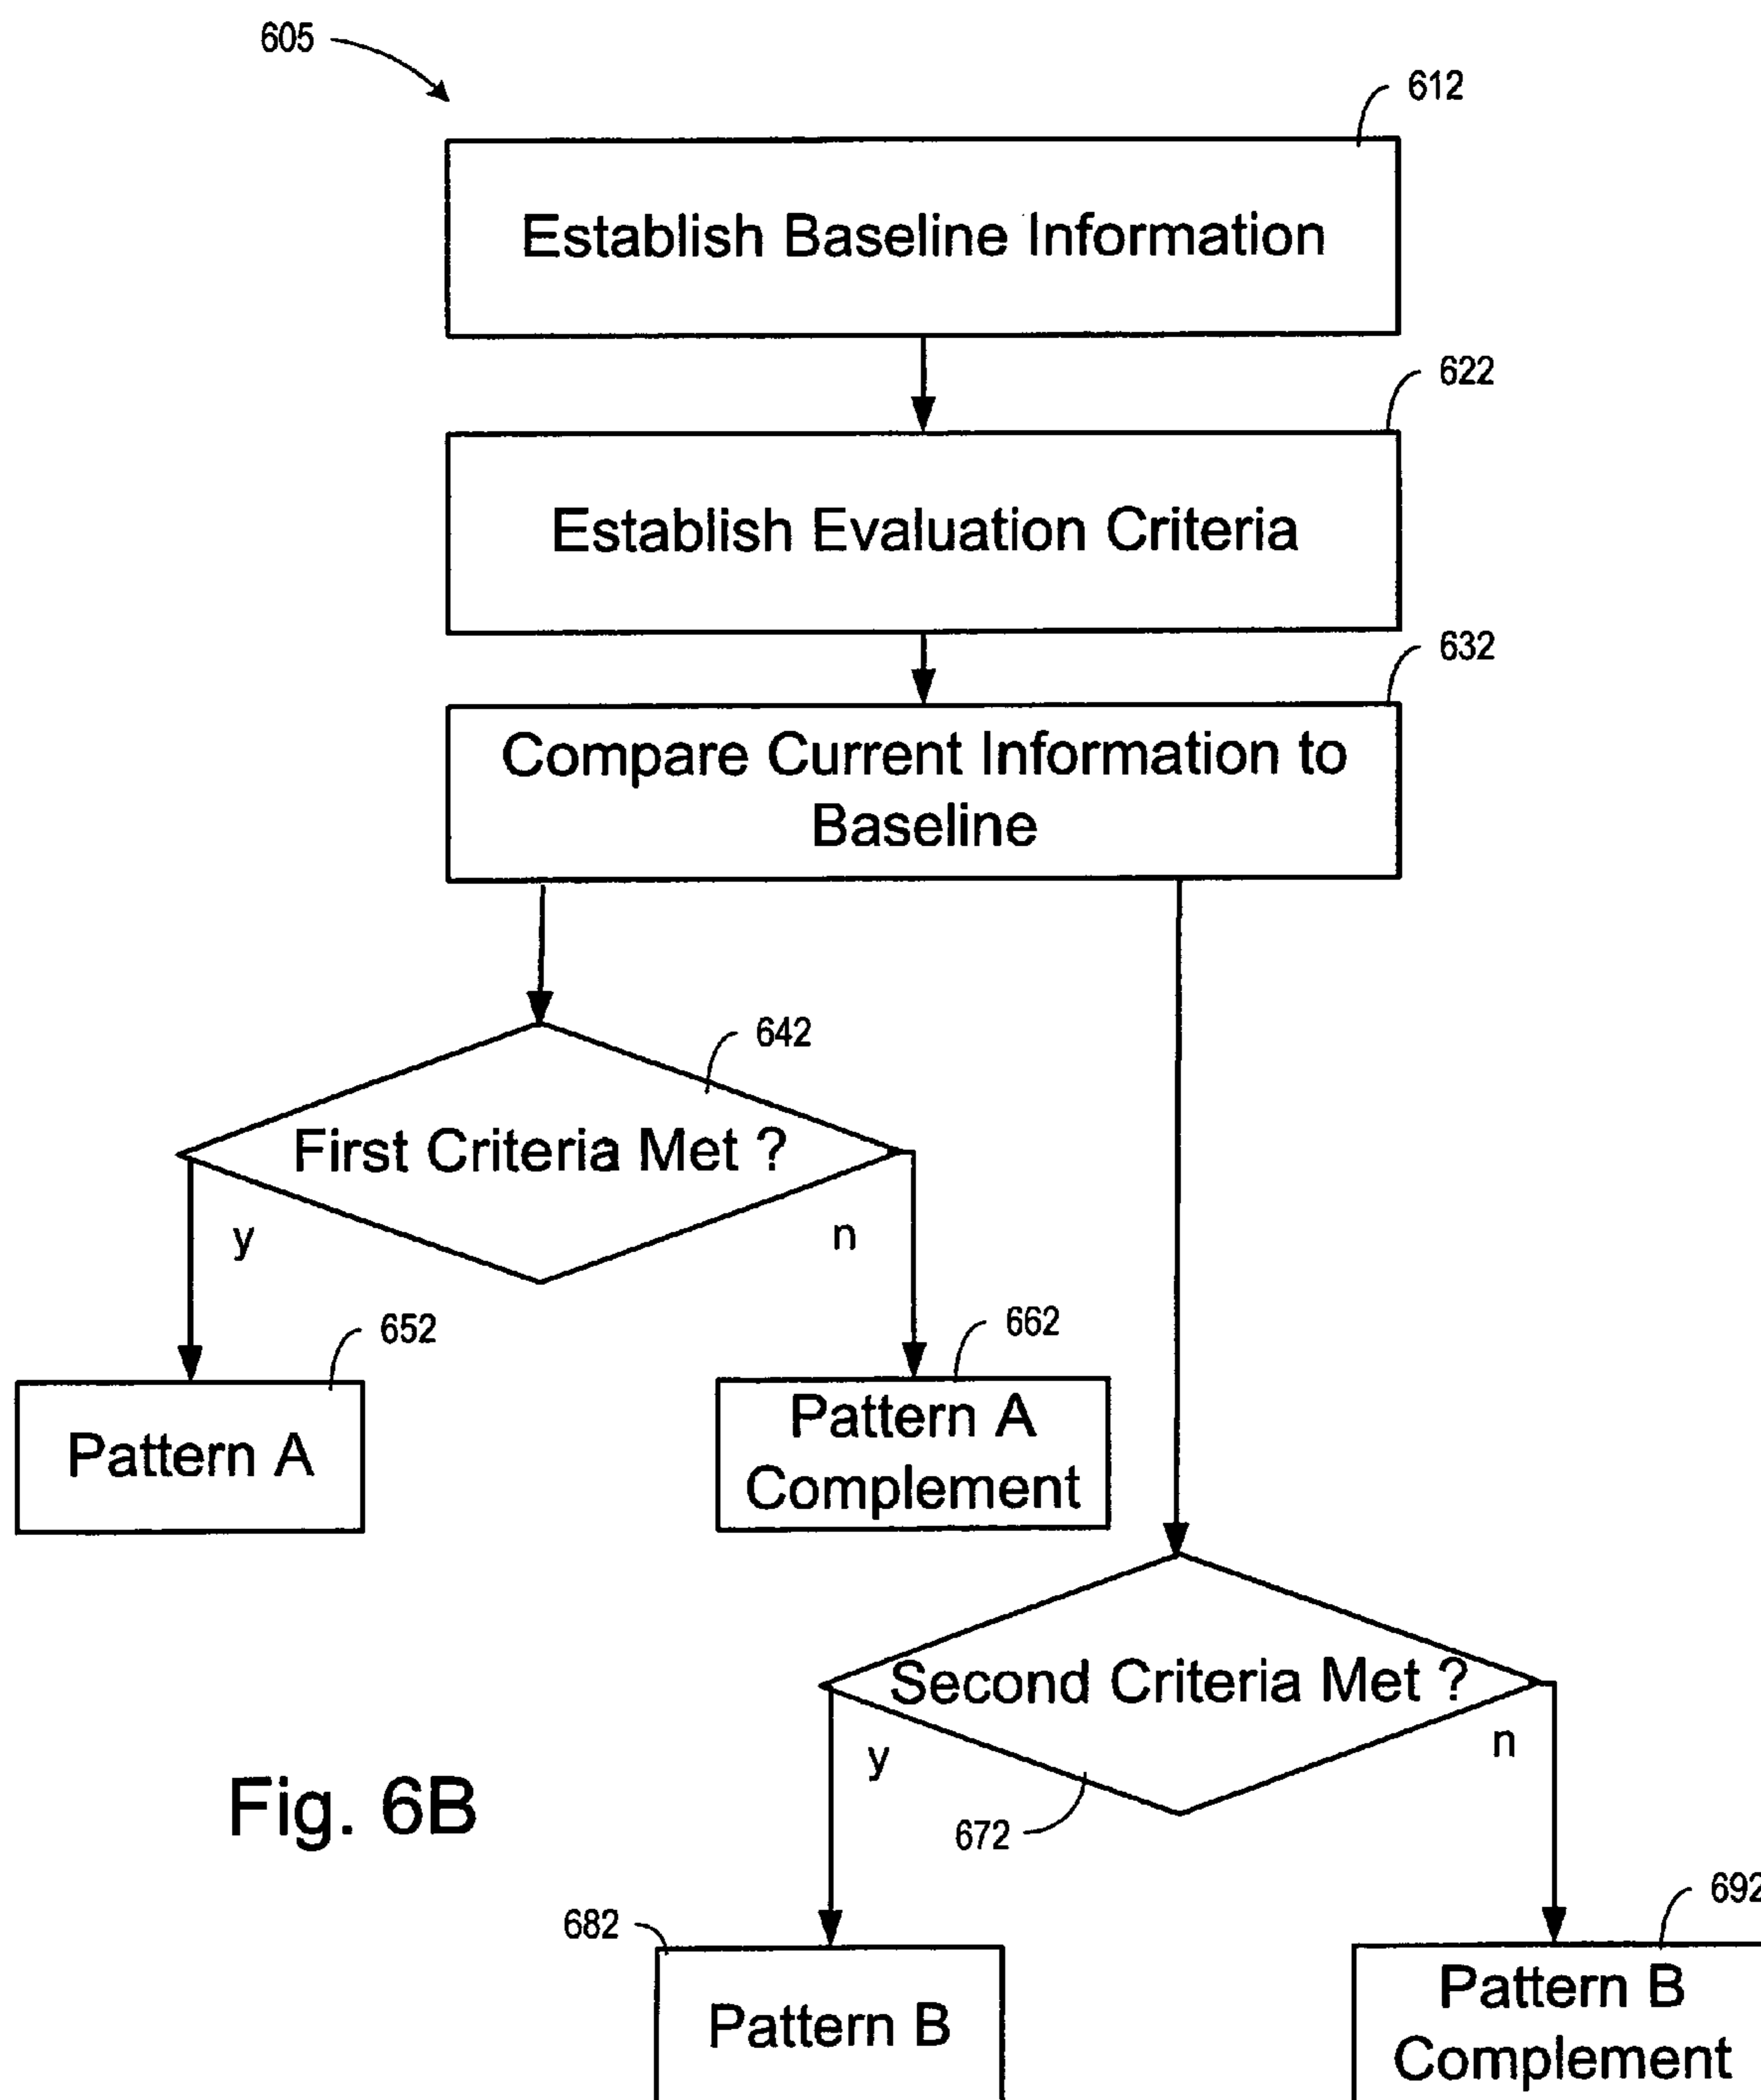 605
612
Establish Baseline Information
622
Establish Evaluation Criteria
632
Compare Current Information to
Baseline
642
First Criteria Met ?
y
n
652
662
Pattern A
Pattern A
Complement
Second Criteria Met ?
y
n
672
Fig. 6B
682
692
Pattern B
Pattern B
Complement